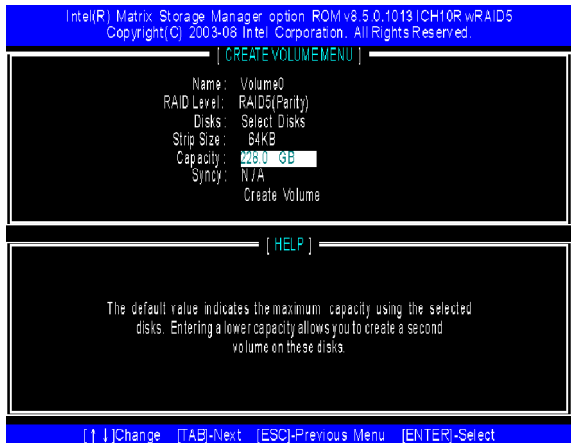 Intel(R) Matrix Storage Manager option ROM v8.5.0.1013 ICH10R wRAID5
Copyright(C) 2003-08 Intel Corporation. All Rights Reserved.
[ CREATE VOLUME MENU ]
Name : Volume0
RAID Level : RAID5(Parity)
Disks : Select Disks
Strip Size : 64KB
Capacity : 228.0 GB
Syncy : N/A
Create Volume
[ HELP ]
The default value indicates the maximum capacity using the selected
disks. Entering a lower capacity allows you to create a second
volume on these disks.
[↑↓]Change [TAB]-Next [ESC]-Previous Menu [ENTER]-Select